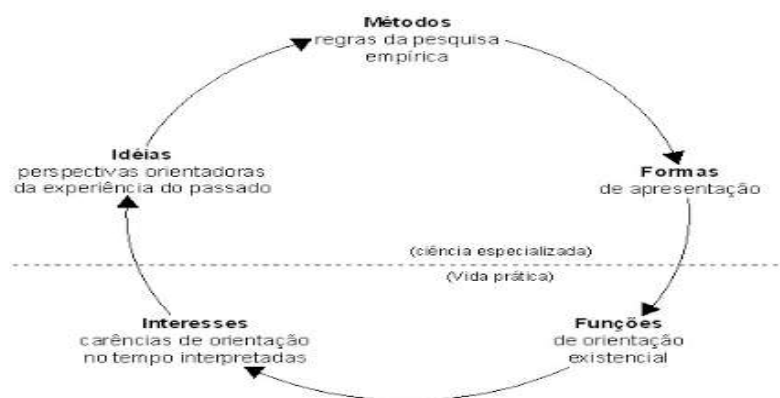 Métodos
regras da pesquisa
empírica
Idéias
perspectivas orientadoras
da experiência do passado
Formas
de apresentação
(ciência especializada)
(Vida prática)
Interesses
carências de orientação
no tempo interpretadas
Funções
de orientação
existencial